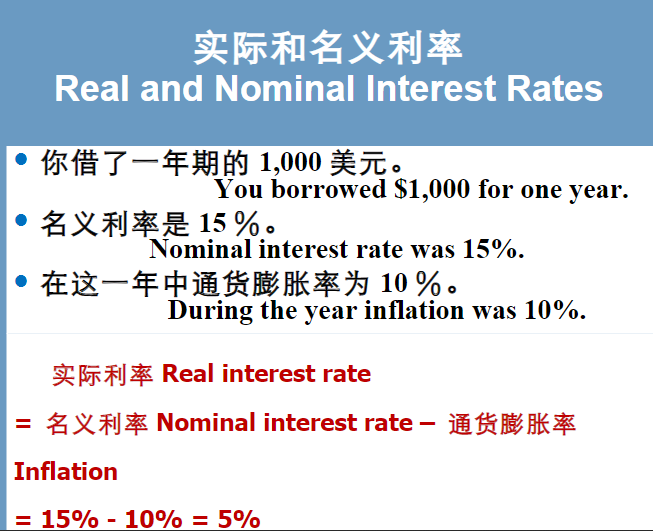 实际和名义利率
Real and Nominal Interest Rates
• 你借了一年期的 1,000 美元。
You borrowed $1,000 for one year.
• 名义利率是 15 %。
Nominal interest rate was 15%.
• 在这一年中通货膨胀率为 10 %。
During the year inflation was 10%.
实际利率 Real interest rate
= 名义利率 Nominal interest rate – 通货膨胀率
Inflation
= 15% - 10% = 5%